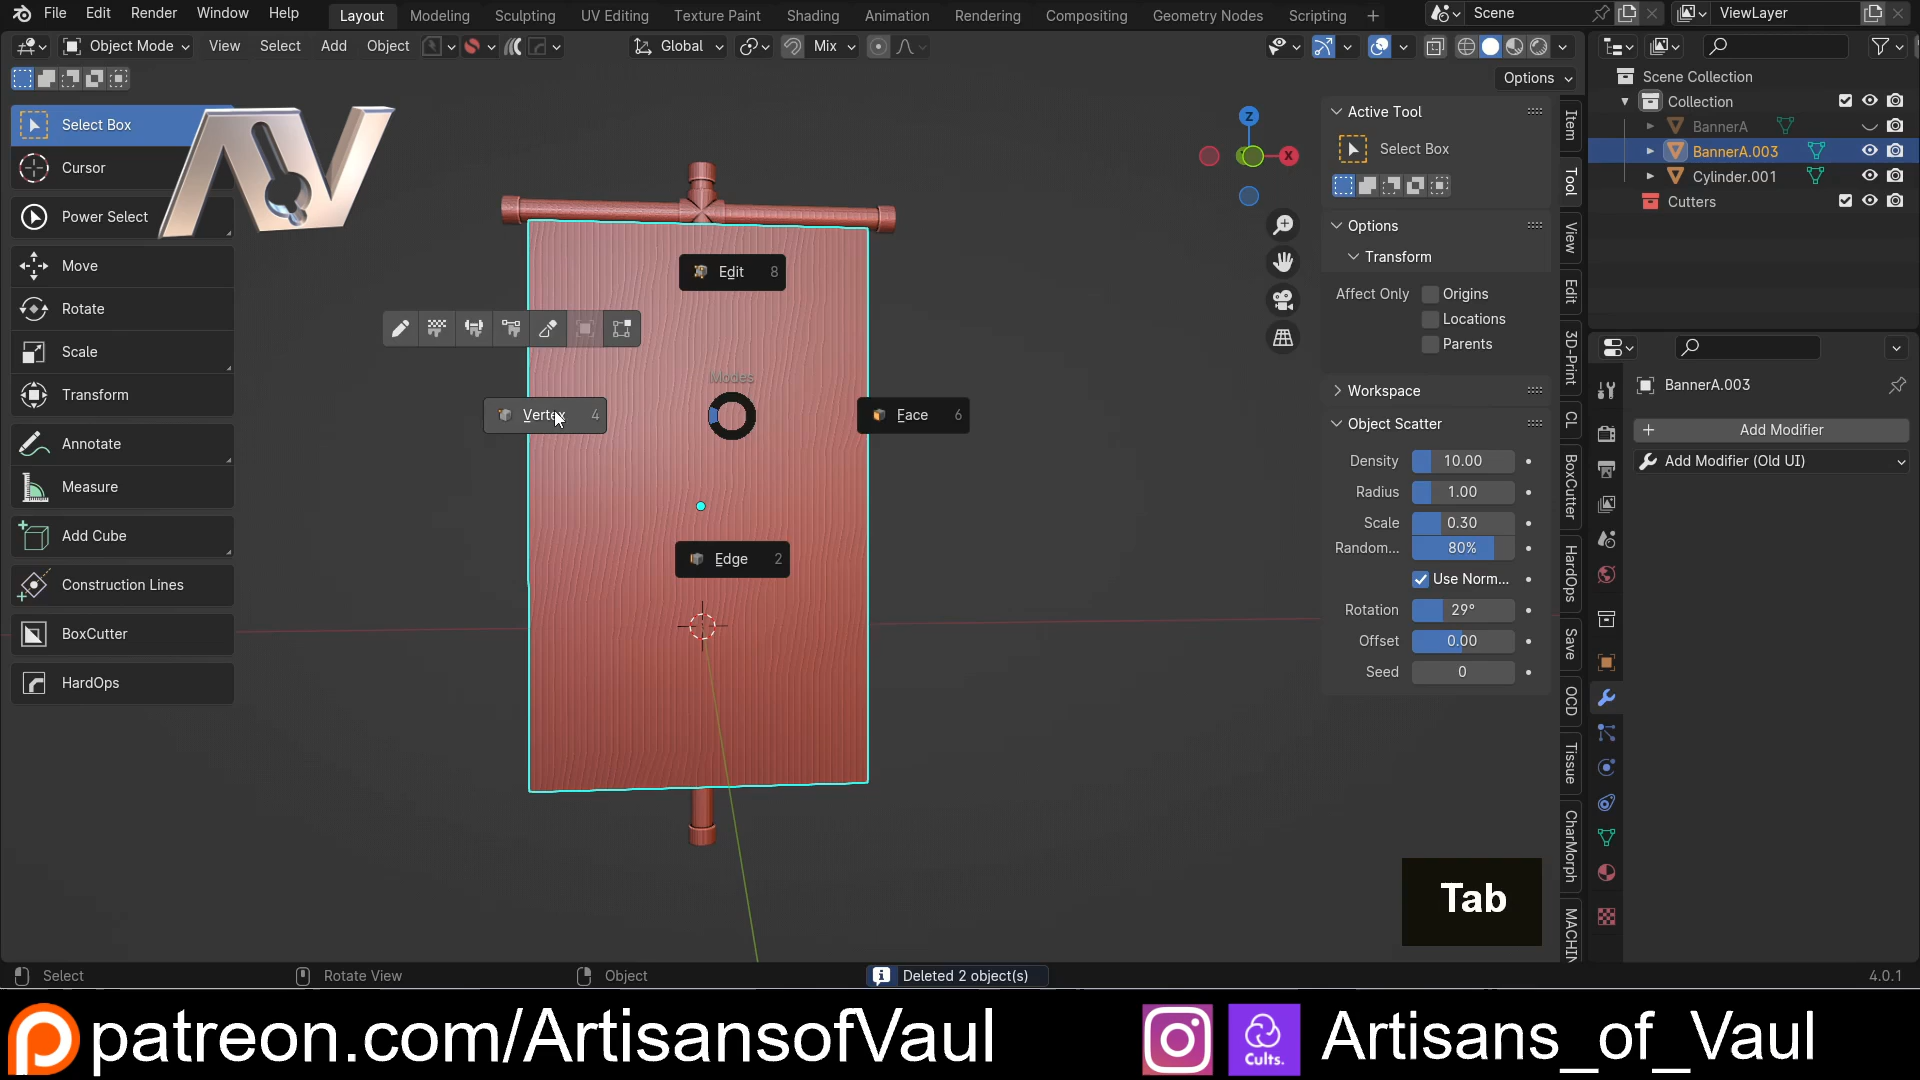 File Edit Render Window Help Layout Modeling Sculpting UV Editing Texture Paint Shading Animation Rendering Compositing Geometry Nodes Scripting + Scene ViewLayer
Object Mode View Select Add Object Global Mix
Options
Select Box
Cursor
Power Select
Move
Rotate
Scale
Transform
Annotate
Measure
Add Cube
Construction Lines
BoxCutter
HardOps
AV
Edit 8
Modes
Vertex 4
Face 6
Edge 2
Z
X
Active Tool
Select Box
Options
Transform
Affect Only Origins
Locations
Parents
Workspace
Object Scatter
Density 10.00
Radius 1.00
Scale 0.30
Random... 80%
Use Norm...
Rotation 29°
Offset 0.00
Seed 0
Item
Tool
View
Edit
3D-Print
CL
BoxCutter
HardOps
Save
OCD
Tissue
CharMorph
MACHIN
Scene Collection
Collection
BannerA
BannerA.003
Cylinder.001
Cutters
BannerA.003
+ Add Modifier
Add Modifier (Old UI)
Tab
Select Rotate View Object Deleted 2 object(s) 4.0.1
patreon.com/ArtisansofVaul Cults. Artisans_of_Vaul